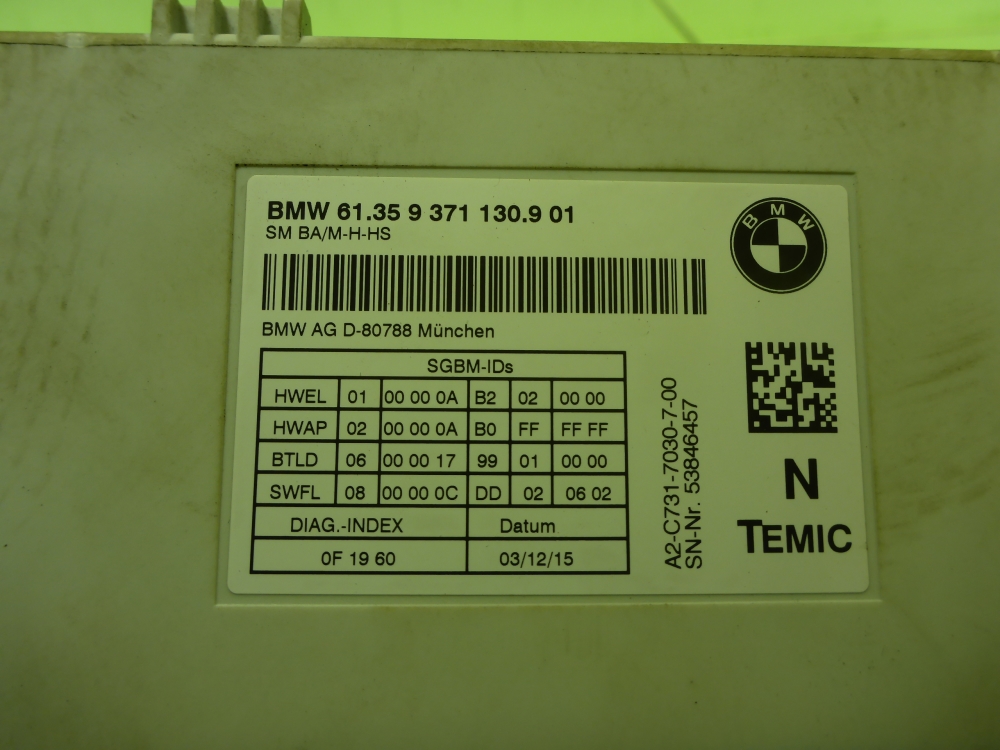 BMW 61.35 9 371 130.9 01
SM BA/M-H-HS
BMW
BMW AG D-80788 München
SGBM-IDs
HWEL 01 00 00 0A B2 02 00 00
HWAP 02 00 00 0A B0 FF FF FF
BTLD 06 00 00 17 99 01 00 00
SWFL 08 00 00 0C DD 02 06 02
DIAG.-INDEX Datum
0F 19 60 03/12/15
A2-C731-7030-7-00
SN-Nr. 53846457
N
TEMIC